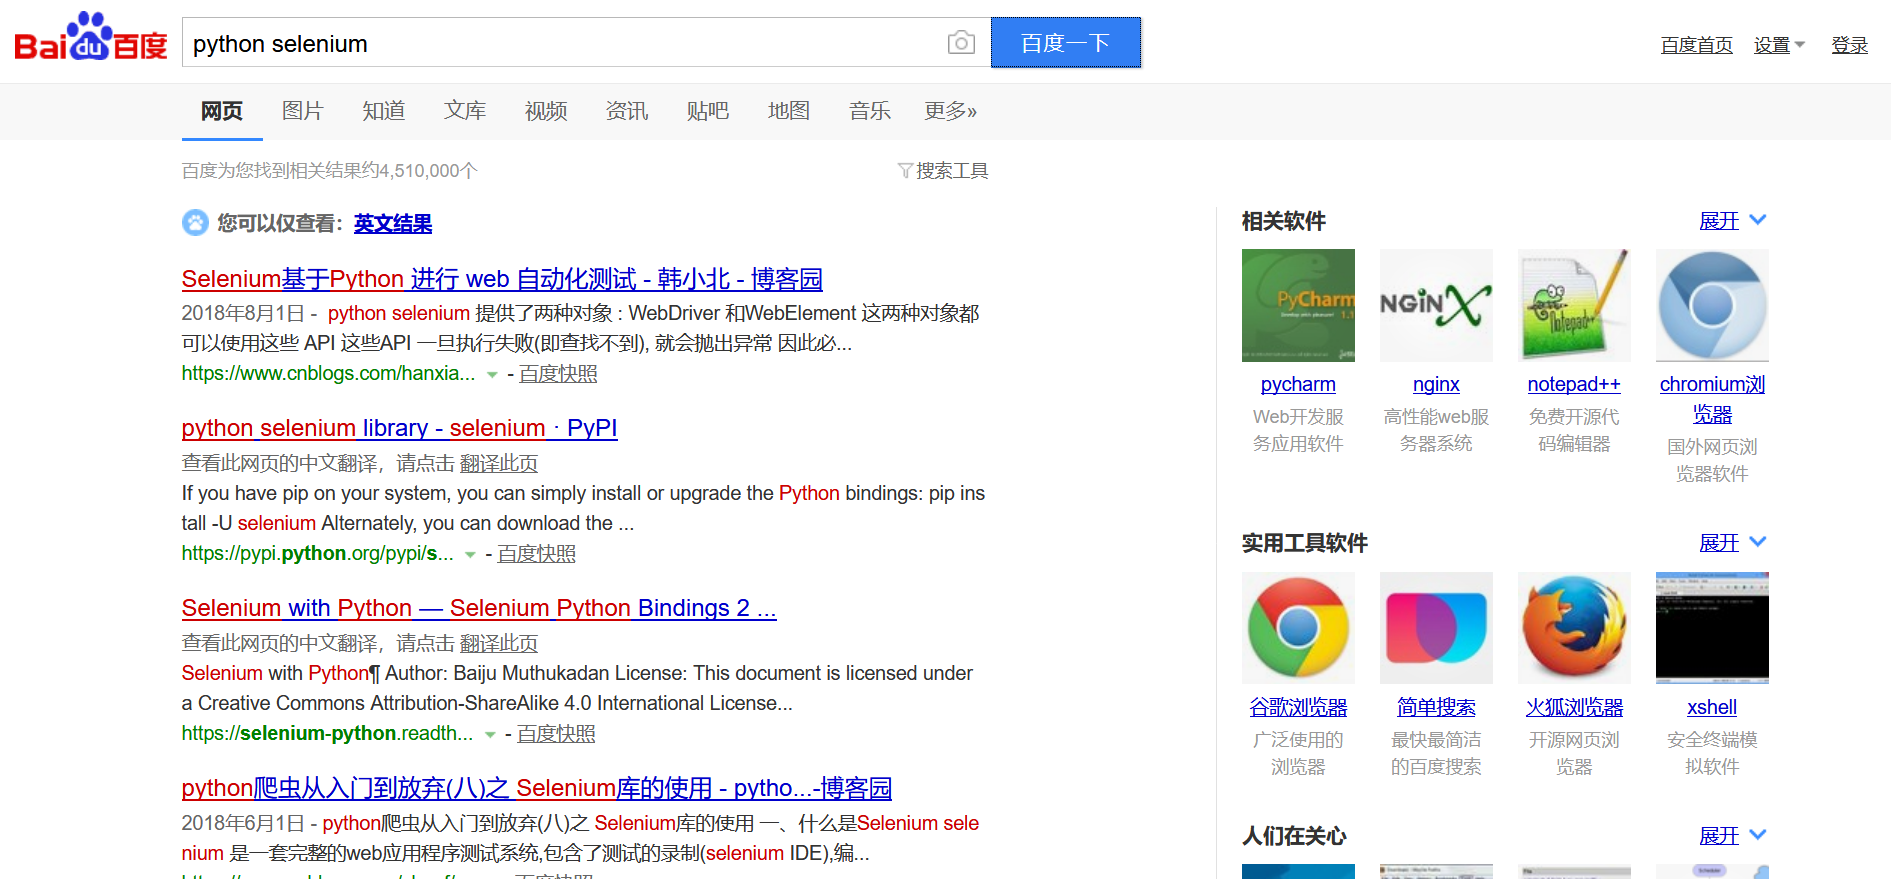 Bai du 百度
python selenium
百度一下
百度首页 设置 登录
网页 图片 知道 文库 视频 资讯 贴吧 地图 音乐 更多»
百度为您找到相关结果约4,510,000个
搜索工具
您可以仅查看：英文结果
Selenium基于Python 进行 web 自动化测试 - 韩小北 - 博客园
2018年8月1日 - python selenium 提供了两种对象 : WebDriver 和WebElement 这两种对象都
可以使用这些 API 这些API 一旦执行失败(即查找不到), 就会抛出异常 因此必...
https://www.cnblogs.com/hanxia... - 百度快照
python selenium library - selenium · PyPI
查看此网页的中文翻译，请点击 翻译此页
If you have pip on your system, you can simply install or upgrade the Python bindings: pip ins
tall -U selenium Alternately, you can download the ...
https://pypi.python.org/pypi/s... - 百度快照
Selenium with Python — Selenium Python Bindings 2 ...
查看此网页的中文翻译，请点击 翻译此页
Selenium with Python¶ Author: Baiju Muthukadan License: This document is licensed under
a Creative Commons Attribution-ShareAlike 4.0 International License...
https://selenium-python.readth... - 百度快照
python爬虫从入门到放弃(八)之 Selenium库的使用 - pytho...-博客园
2018年6月1日 - python爬虫从入门到放弃(八)之 Selenium库的使用 一、什么是Selenium sele
nium 是一套完整的web应用程序测试系统,包含了测试的录制(selenium IDE),编...
相关软件 展开
PyCharm
NGiNX
Notepad++
pycharm
Web开发服
务应用软件
nginx
高性能web服
务器系统
notepad++
免费开源代
码编辑器
chromium浏
览器
国外网页浏
览器软件
实用工具软件 展开
谷歌浏览器
广泛使用的
浏览器
简单搜索
最快最简洁
的百度搜索
火狐浏览器
开源网页浏
览器
xshell
安全终端模
拟软件
人们在关心 展开